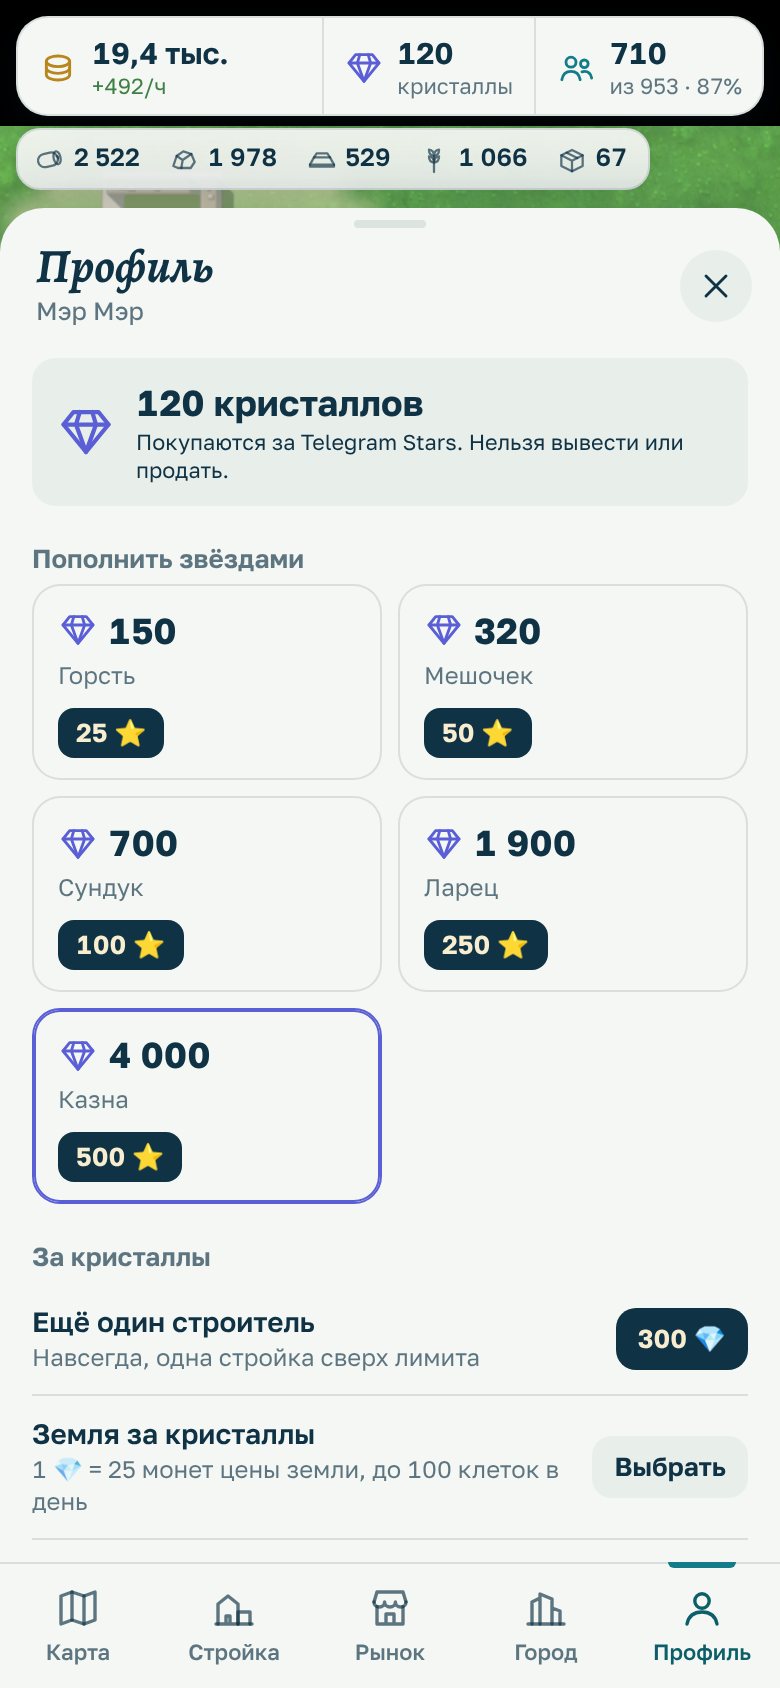 19,4 тыс.
+492/ч
120
кристаллы
710
из 953 · 87%
2 522
1 978
529
1 066
67
Профиль
Мэр Мэр
120 кристаллов
Покупаются за Telegram Stars. Нельзя вывести или
продать.
Пополнить звёздами
150
Горсть
25 ⭐
320
Мешочек
50 ⭐
700
Сундук
100 ⭐
1 900
Ларец
250 ⭐
4 000
Казна
500 ⭐
За кристаллы
Ещё один строитель
Навсегда, одна стройка сверх лимита
300 💎
Земля за кристаллы
1 💎 = 25 монет цены земли, до 100 клеток в
день
Выбрать
Карта
Стройка
Рынок
Город
Профиль